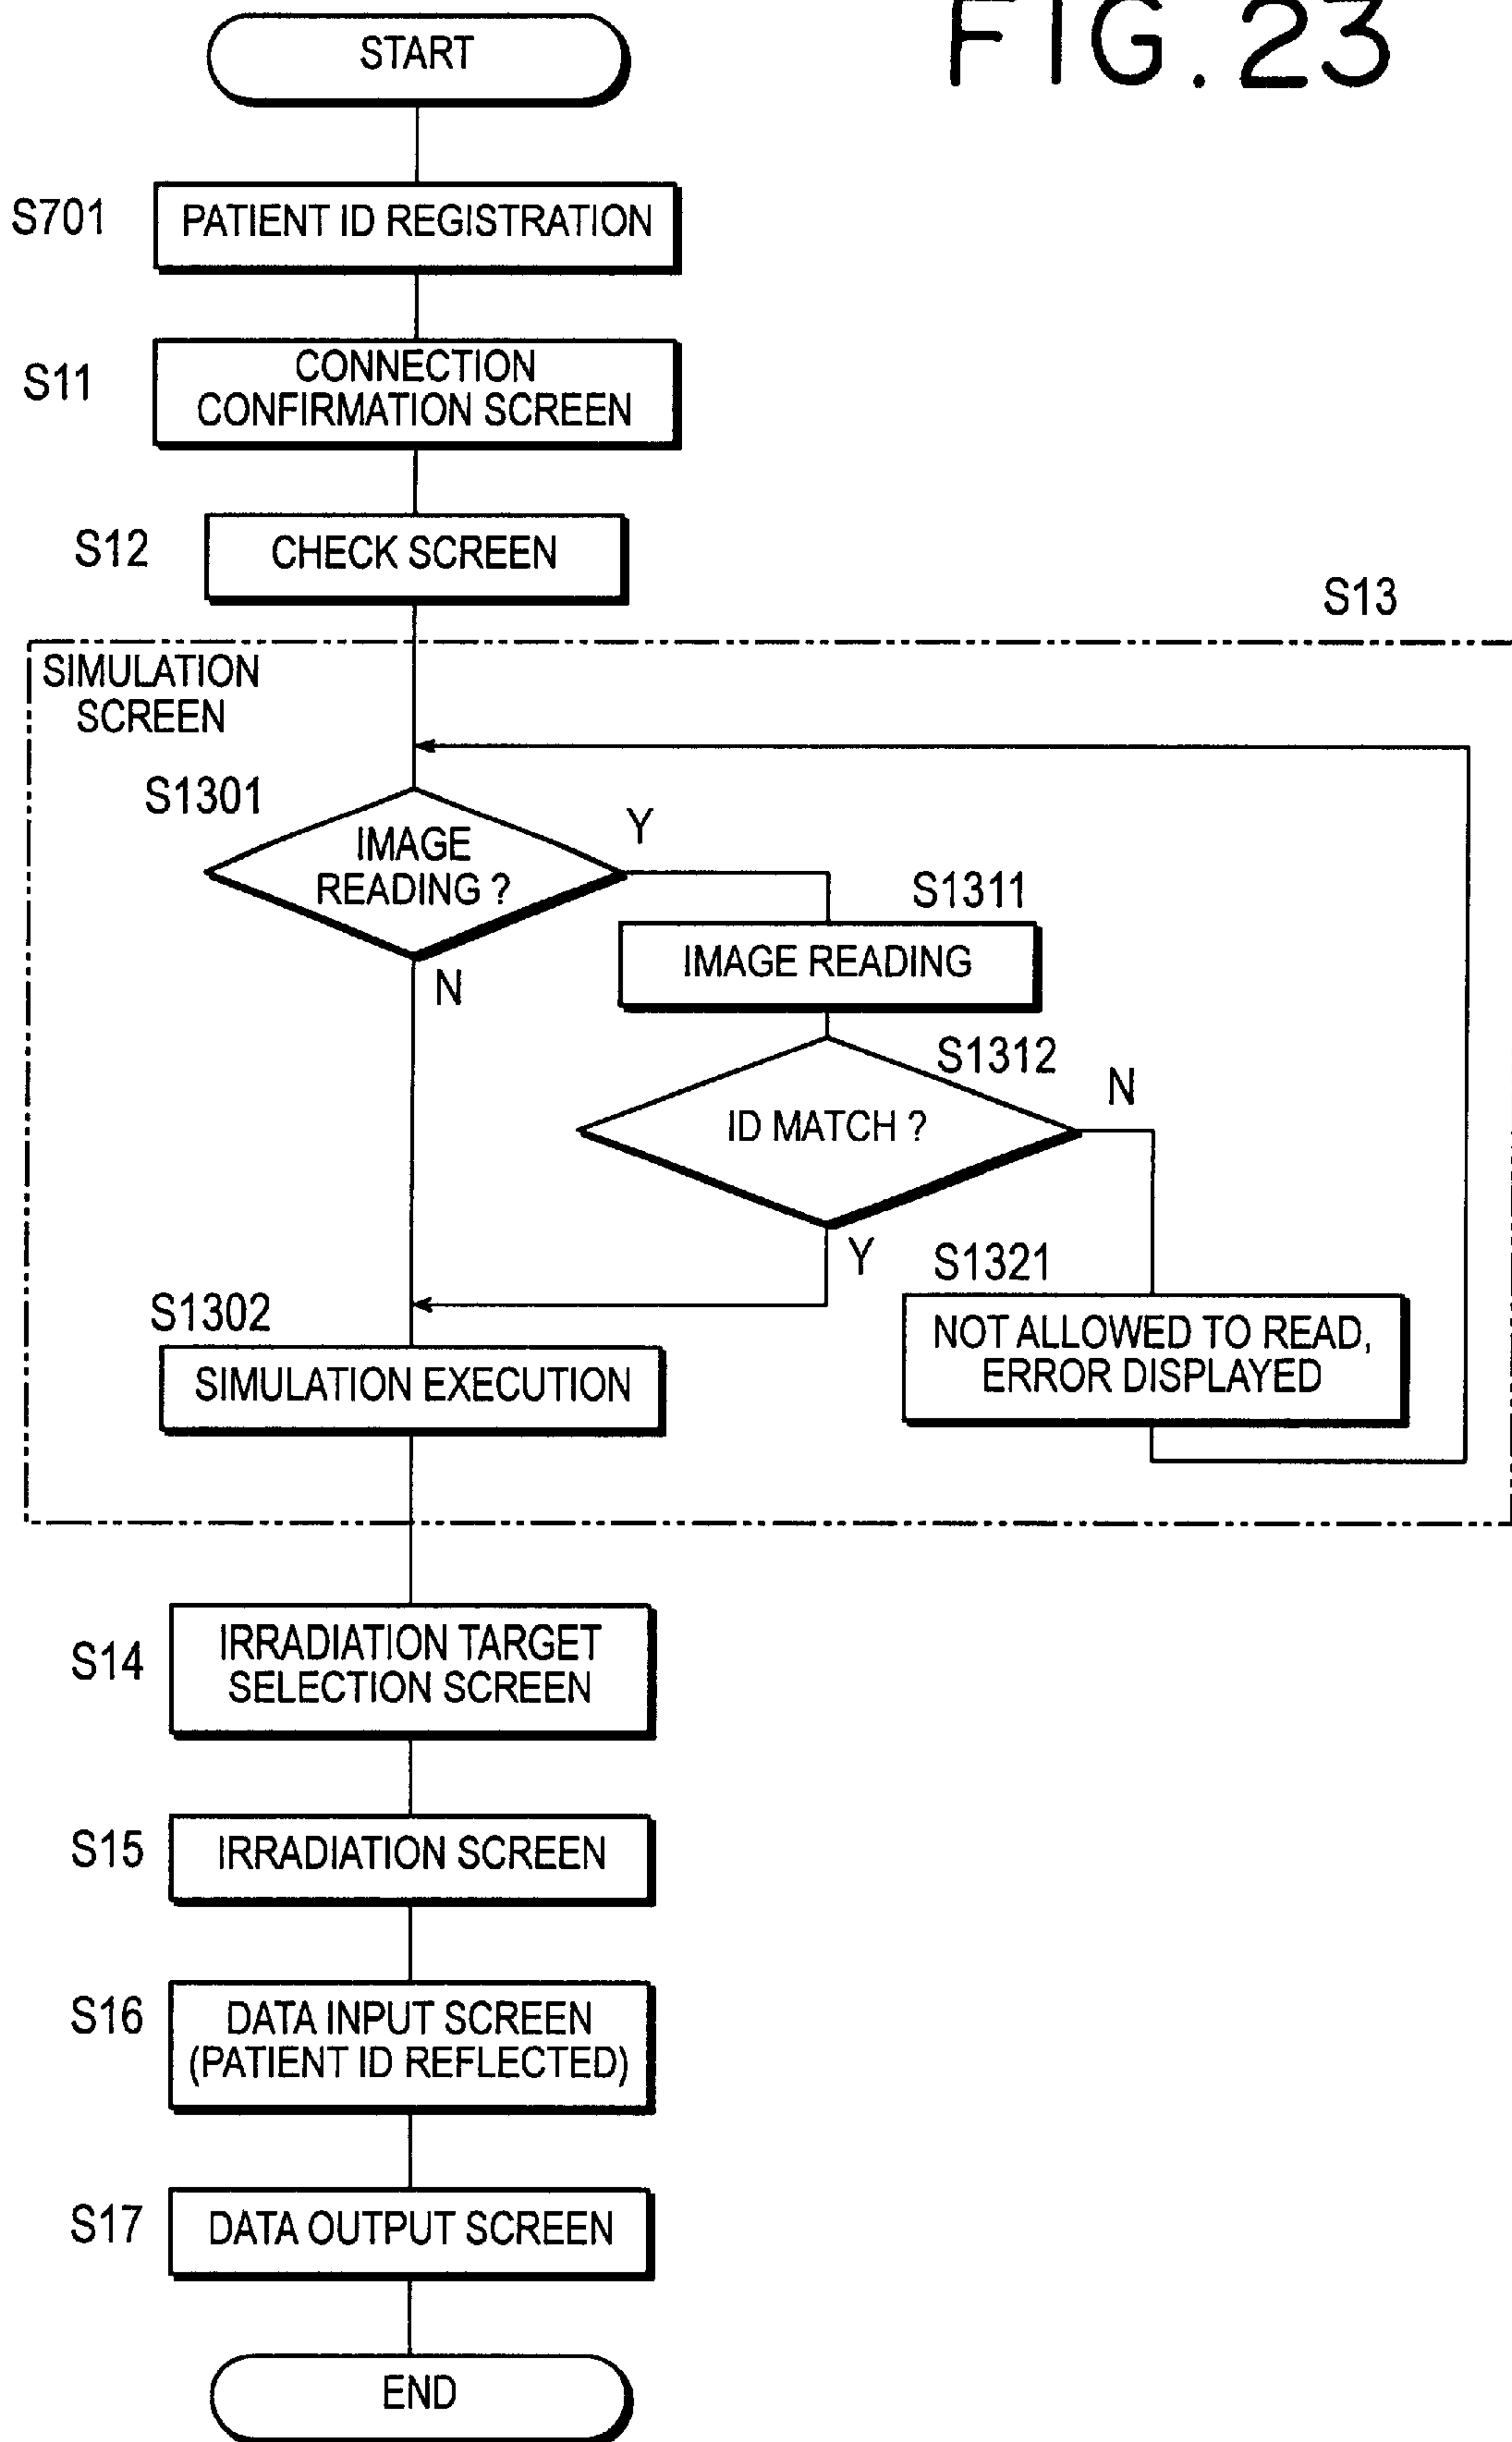 FIG.23
START
S701
PATIENT ID REGISTRATION
S11
CONNECTION
CONFIRMATION SCREEN
S12
CHECK SCREEN
S13
SIMULATION
SCREEN
S1301
IMAGE
READING ?
Y
N
S1311
IMAGE READING
S1312
ID MATCH ?
N
Y
S1321
NOT ALLOWED TO READ,
ERROR DISPLAYED
S1302
SIMULATION EXECUTION
S14
IRRADIATION TARGET
SELECTION SCREEN
S15
IRRADIATION SCREEN
S16
DATA INPUT SCREEN
(PATIENT ID REFLECTED)
S17
DATA OUTPUT SCREEN
END